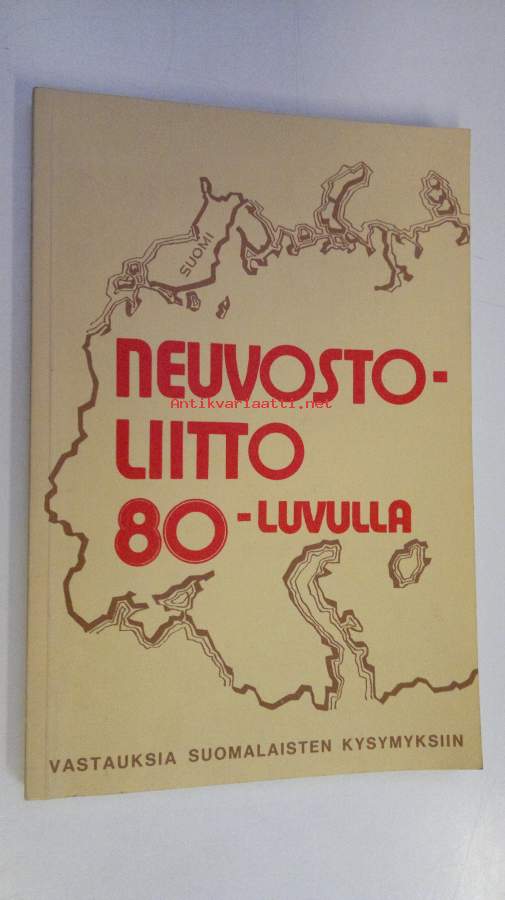 SUOMI
NEUVOSTO-
Antikvariaatti.net
LIITTO
80-LUVULLA
VASTAUKSIA SUOMALAISTEN KYSYMYKSIIN